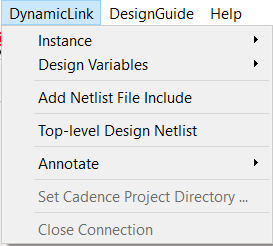 DynamicLink DesignGuide Help
Instance
Design Variables
Add Netlist File Include
Top-level Design Netlist
Annotate
Set Cadence Project Directory ...
Close Connection